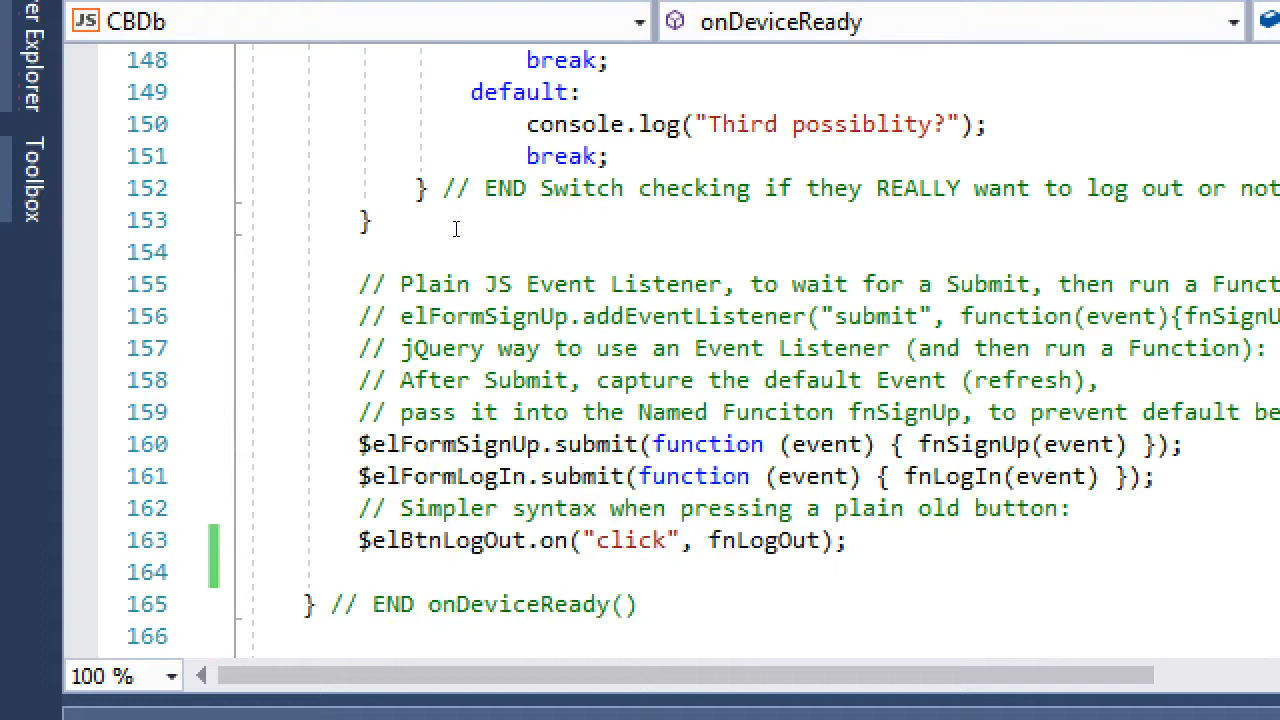 JS CBDb
onDeviceReady
er Explorer
Toolbox
148 break;
149 default:
150 console.log("Third possiblity?");
151 break;
152 } // END Switch checking if they REALLY want to log out or not
153 }
154
155 // Plain JS Event Listener, to wait for a Submit, then run a Funct
156 // elFormSignUp.addEventListener("submit", function(event){fnSignU
157 // jQuery way to use an Event Listener (and then run a Function):
158 // After Submit, capture the default Event (refresh),
159 // pass it into the Named Funciton fnSignUp, to prevent default be
160 $elFormSignUp.submit(function (event) { fnSignUp(event) });
161 $elFormLogIn.submit(function (event) { fnLogIn(event) });
162 // Simpler syntax when pressing a plain old button:
163 $elBtnLogOut.on("click", fnLogOut);
164
165 } // END onDeviceReady()
166
100 %